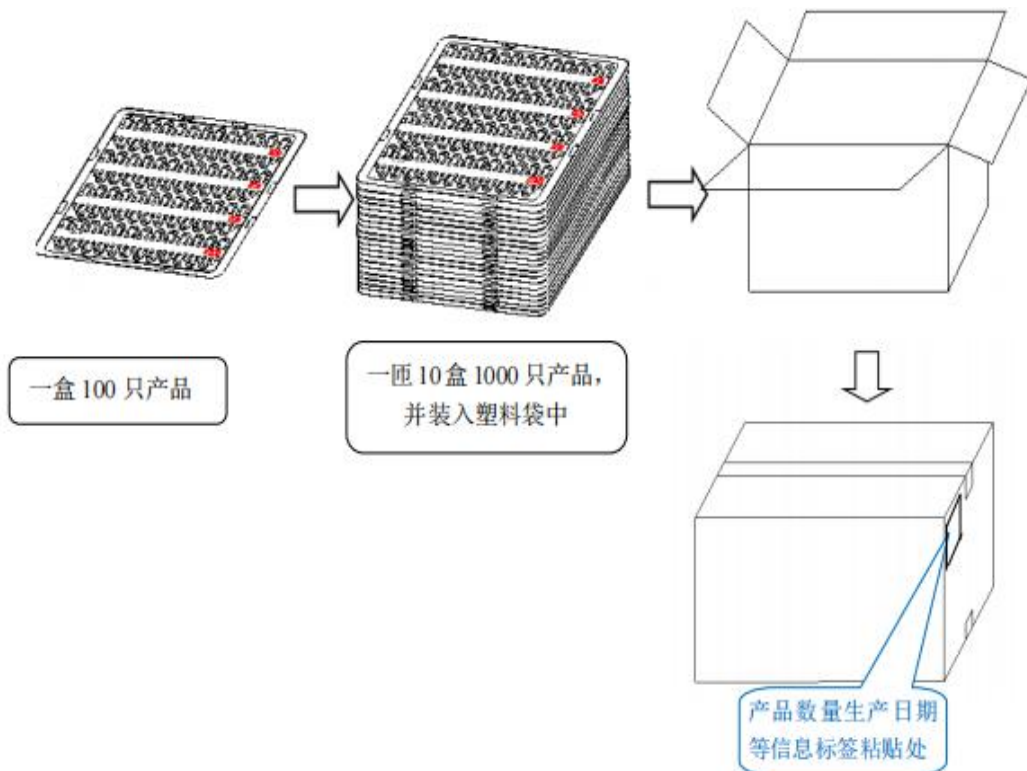 一盒 100 只产品
一匝 10 盒 1000 只产品，
并装入塑料袋中
产品数量生产日期
等信息标签粘贴处